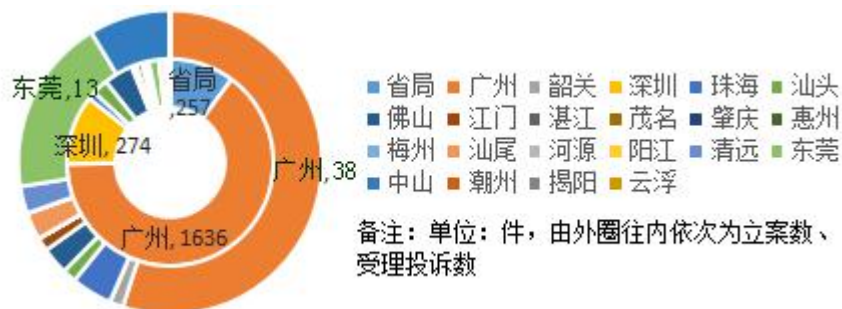 东莞,13
省局
,257
深圳, 274
广州,38
广州, 1636
省局 广州 韶关 深圳 珠海 汕头
佛山 江门 湛江 茂名 肇庆 惠州
梅州 汕尾 河源 阳江 清远 东莞
中山 潮州 揭阳 云浮
备注：单位：件，由外圈往内依次为立案数、
受理投诉数